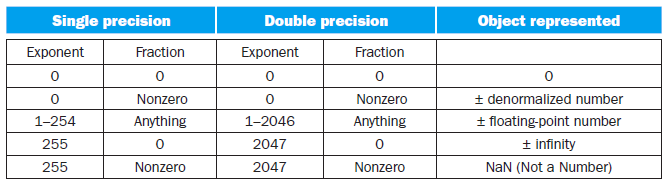 Single precision Double precision Object represented
Exponent Fraction Exponent Fraction
0 0 0 0 0
0 Nonzero 0 Nonzero ± denormalized number
1–254 Anything 1–2046 Anything ± floating-point number
255 0 2047 0 ± infinity
255 Nonzero 2047 Nonzero NaN (Not a Number)